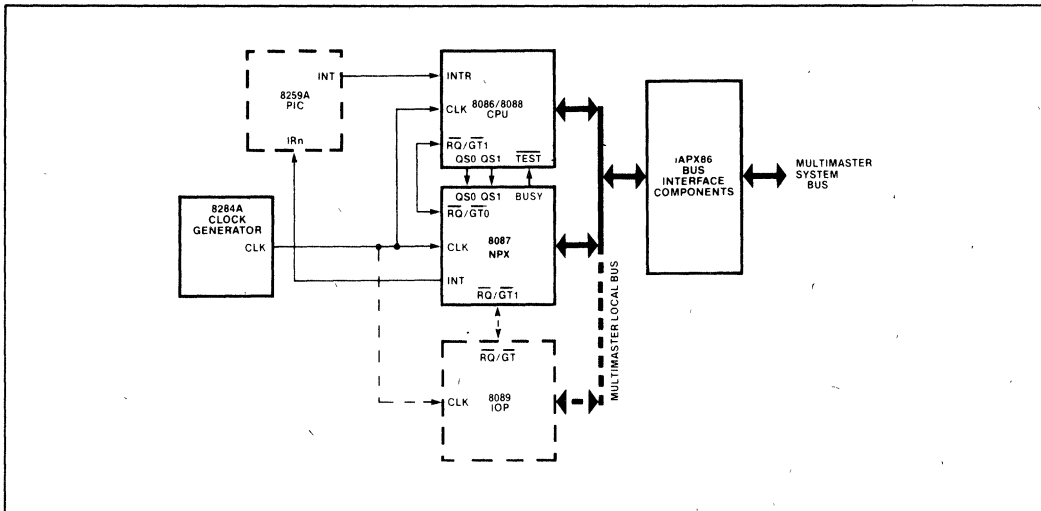 INT
8259A
PIC
IRn
INTR
8086/8088
CPU
CLK
RQ/GT1
QS0 QS1 TEST
QS0 QS1 BUSY
RQ/GT0
8087
NPX
CLK
INT
RQ/GT1
8284A
CLOCK
GENERATOR
CLK
RQ/GT
8089
IOP
CLK
MULTIMASTER LOCAL BUS
iAPX86
BUS
INTERFACE
COMPONENTS
MULTIMASTER
SYSTEM
BUS